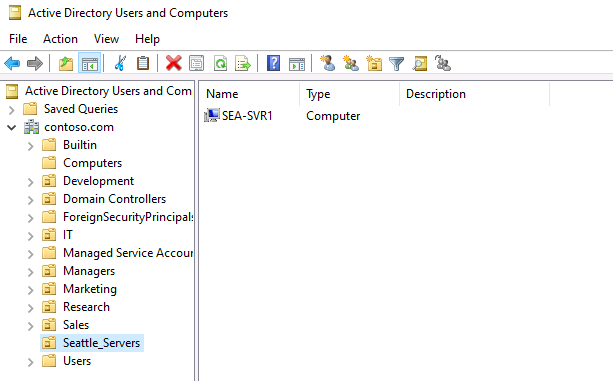 Active Directory Users and Computers
File Action View Help
Active Directory Users and Com
Name Type Description
Saved Queries
SEA-SVR1 Computer
contoso.com
Builtin
Computers
Development
Domain Controllers
ForeignSecurityPrincipals
IT
Managed Service Accoun
Managers
Marketing
Research
Sales
Seattle_Servers
Users